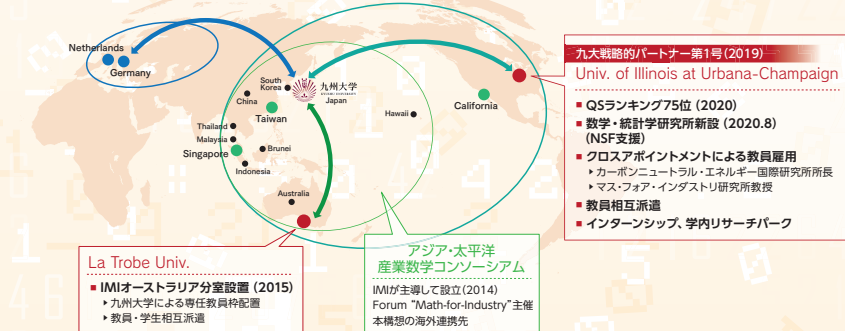 Netherlands
Germany
South
Korea
九州大学
KYUSHU UNIVERSITY
Japan
China
Taiwan
Thailand
Malaysia
Singapore
Brunei
Indonesia
Australia
Hawaii
California
九大戦略的パートナー第1号(2019)
Univ. of Illinois at Urbana-Champaign
■ QSランキング75位（2020）
■ 数学・統計学研究所新設（2020.8）
（NSF支援）
■ クロスアポイントメントによる教員雇用
▶ カーボンニュートラル・エネルギー国際研究所所長
▶ マス・フォア・インダストリ研究所教授
■ 教員相互派遣
■ インターンシップ、学内リサーチパーク
La Trobe Univ.
■ IMIオーストラリア分室設置（2015）
▶ 九州大学による専任教員枠配置
▶ 教員・学生相互派遣
アジア・太平洋
産業数学コンソーシアム
IMIが主導して設立(2014)
Forum “Math-for-Industry”主催
本構想の海外連携先